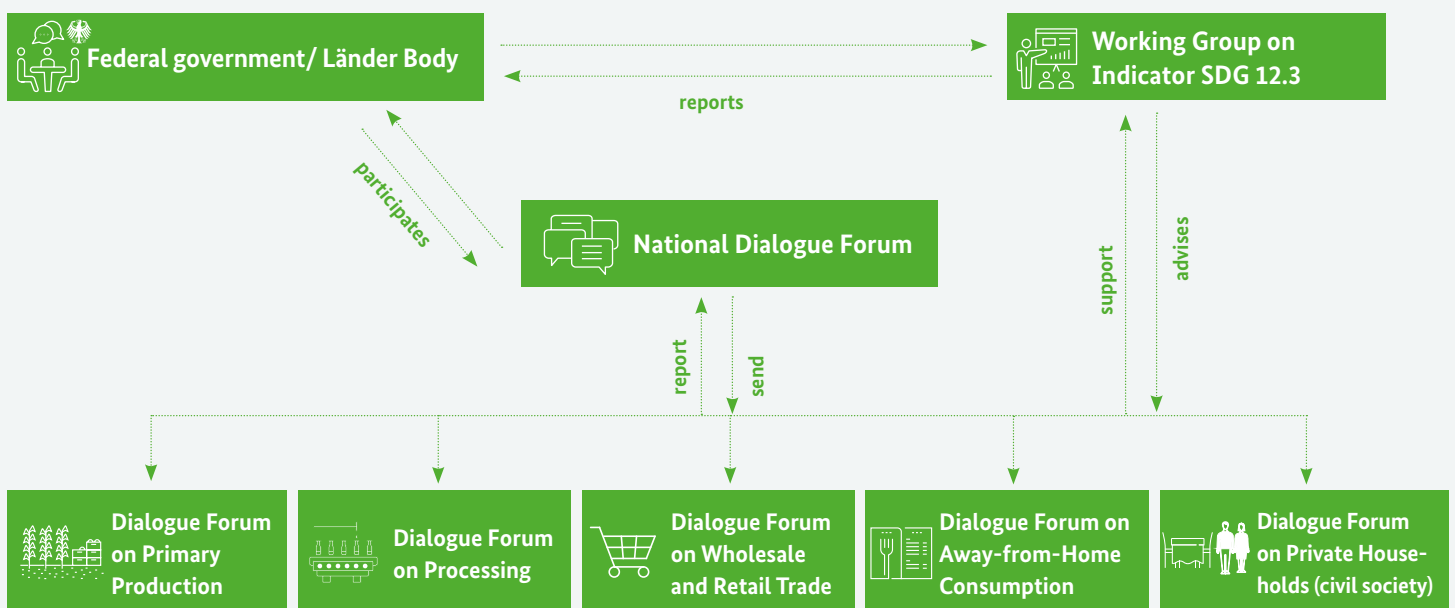 Federal government/ Länder Body
Working Group on
Indicator SDG 12.3
reports
participates
National Dialogue Forum
support
advises
report
send
Dialogue Forum
on Primary
Production
Dialogue Forum
on Processing
Dialogue Forum
on Wholesale
and Retail Trade
Dialogue Forum on
Away-from-Home
Consumption
Dialogue Forum
on Private House-
holds (civil society)